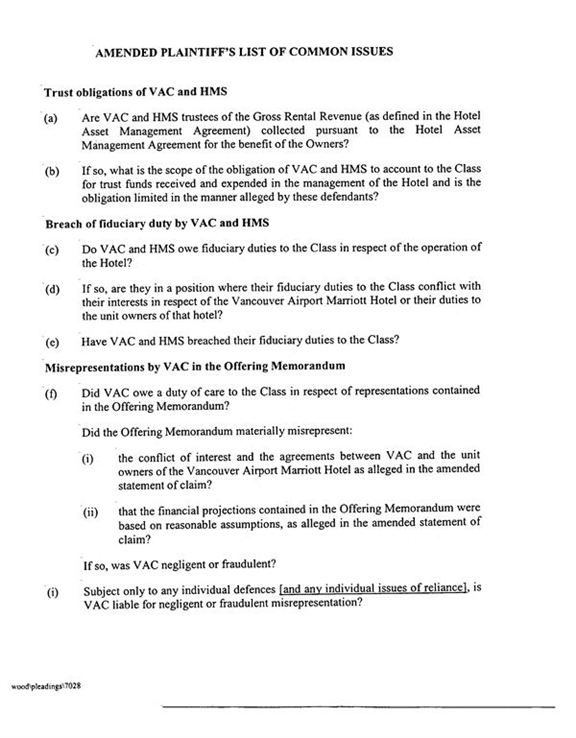 AMENDED PLAINTIFF'S LIST OF COMMON ISSUES
Trust obligations of VAC and HMS
(a) Are VAC and HMS trustees of the Gross Rental Revenue (as defined in the Hotel
Asset Management Agreement) collected pursuant to the Hotel Asset
Management Agreement for the benefit of the Owners?
(b) If so, what is the scope of the obligation of VAC and HMS to account to the Class
for trust funds received and expended in the management of the Hotel and is the
obligation limited in the manner alleged by these defendants?
Breach of fiduciary duty by VAC and HMS
(c) Do VAC and HMS owe fiduciary duties to the Class in respect of the operation of
the Hotel?
(d) If so, are they in a position where their fiduciary duties to the Class conflict with
their interests in respect of the Vancouver Airport Marriott Hotel or their duties to
the unit owners of that hotel?
(e) Have VAC and HMS breached their fiduciary duties to the Class?
Misrepresentations by VAC in the Offering Memorandum
(f) Did VAC owe a duty of care to the Class in respect of representations contained
in the Offering Memorandum?
Did the Offering Memorandum materially misrepresent:
(i) the conflict of interest and the agreements between VAC and the unit
owners of the Vancouver Airport Marriott Hotel as alleged in the amended
statement of claim?
(ii) that the financial projections contained in the Offering Memorandum were
based on reasonable assumptions, as alleged in the amended statement of
claim?
If so, was VAC negligent or fraudulent?
(i) Subject only to any individual defences [and any individual issues of reliance], is
VAC liable for negligent or fraudulent misrepresentation?
wood\pleadings\7028